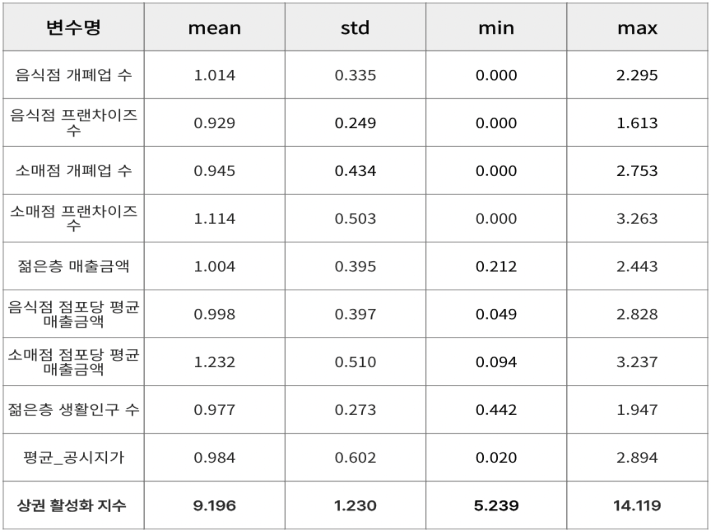 변수명 mean std min max
음식점 개폐업 수 1.014 0.335 0.000 2.295
음식점 프랜차이즈
수 0.929 0.249 0.000 1.613
소매점 개폐업 수 0.945 0.434 0.000 2.753
소매점 프랜차이즈
수 1.114 0.503 0.000 3.263
젊은층 매출금액 1.004 0.395 0.212 2.443
음식점 점포당 평균
매출금액 0.998 0.397 0.049 2.828
소매점 점포당 평균
매출금액 1.232 0.510 0.094 3.237
젊은층 생활인구 수 0.977 0.273 0.442 1.947
평균_공시지가 0.984 0.602 0.020 2.894
상권 활성화 지수 9.196 1.230 5.239 14.119